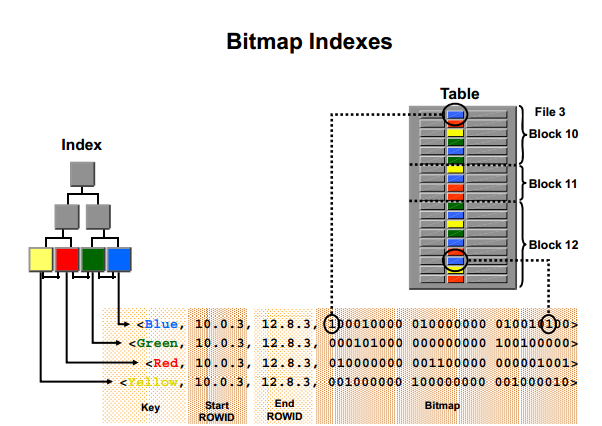 Bitmap Indexes
Table
File 3
Block 10
Index
Block 11
Block 12
<Blue, 10.0.3, 12.8.3, 100010000 010000000 010010100>
<Green, 10.0.3, 12.8.3, 000101000 000000000 100100000>
<Red, 10.0.3, 12.8.3, 010000000 001100000 000001001>
<Yellow, 10.0.3, 12.8.3, 001000000 100000000 001000010>
Key
Start
ROWID
End
ROWID
Bitmap